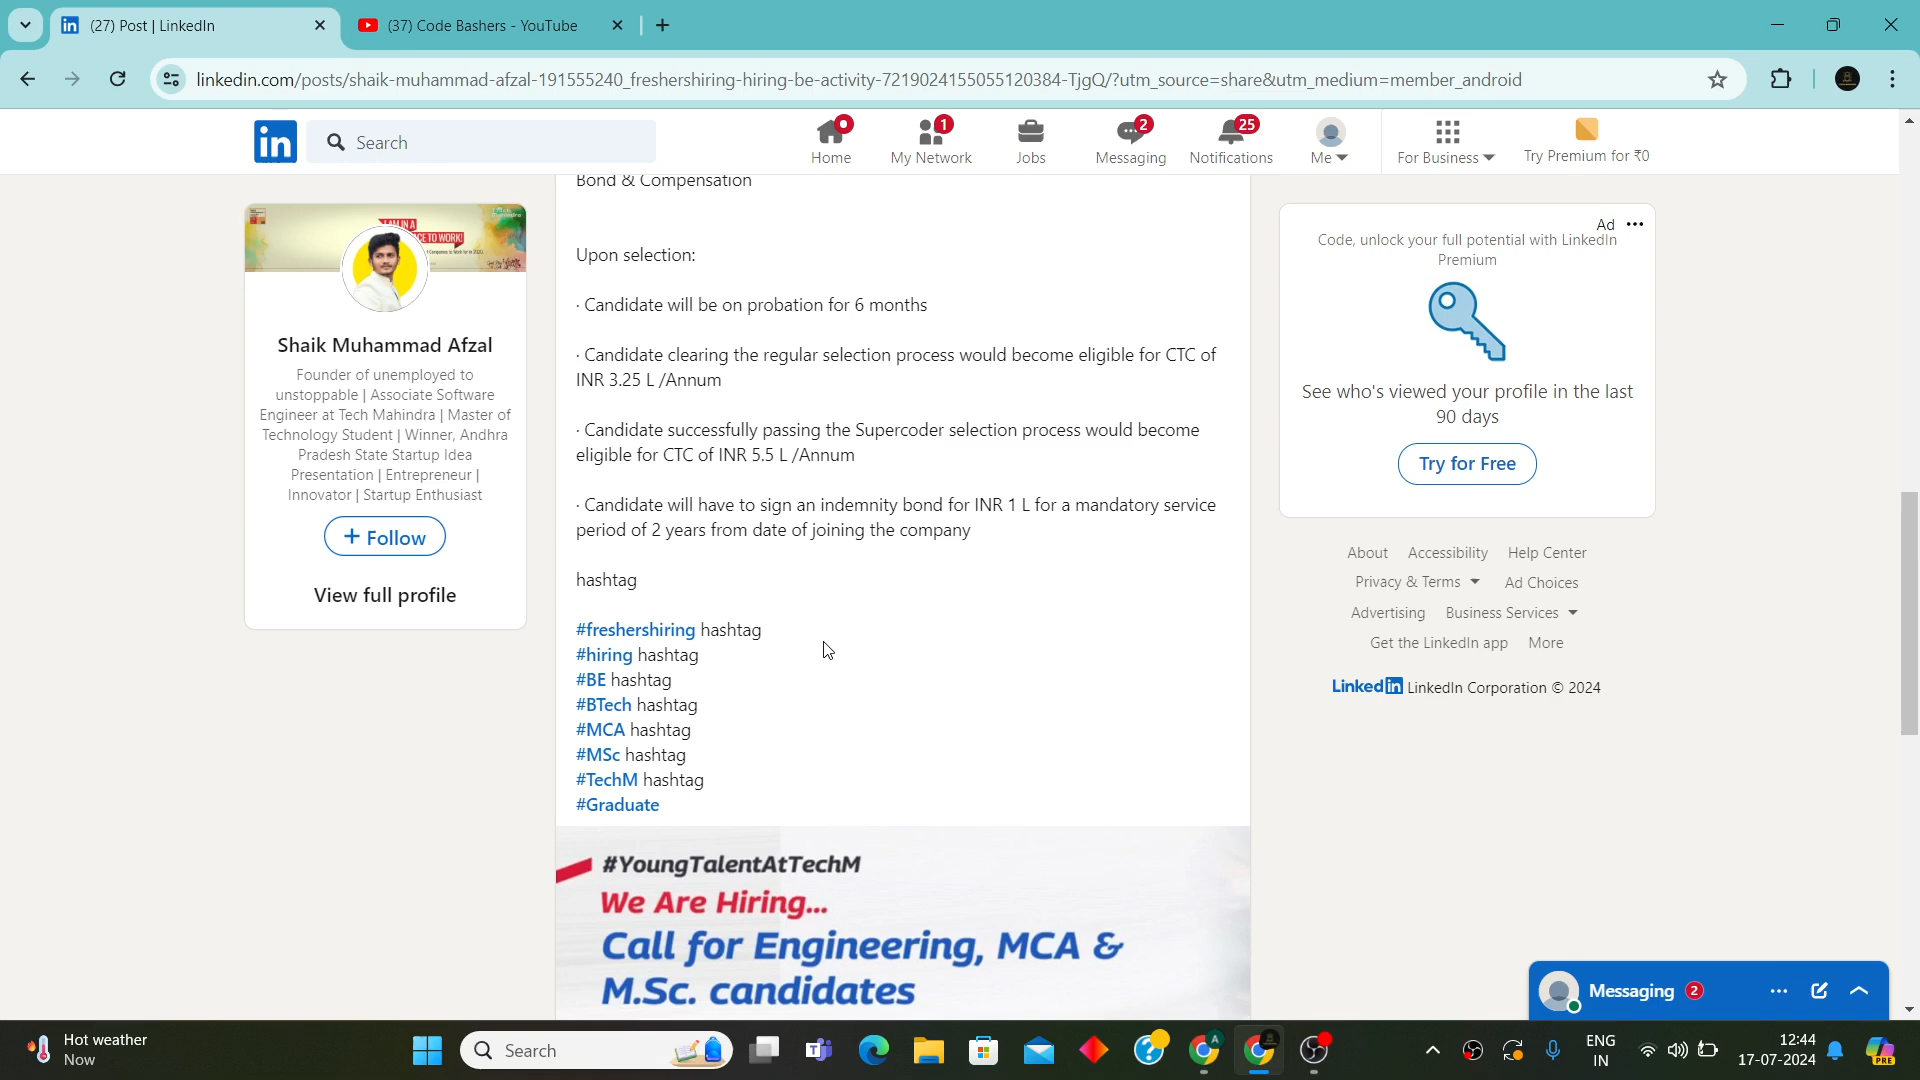 (27) Post | LinkedIn
(37) Code Bashers - YouTube
linkedin.com/posts/shaik-muhammad-afzal-191555240_freshershiring-hiring-be-activity-7219024155055120384-TjgQ/?utm_source=share&utm_medium=member_android
in
Search
Home
1
My Network
Jobs
2
Messaging
25
Notifications
Me
For Business
Try Premium for ₹0
Shaik Muhammad Afzal
Founder of unemployed to
unstoppable | Associate Software
Engineer at Tech Mahindra | Master of
Technology Student | Winner, Andhra
Pradesh State Startup Idea
Presentation | Entrepreneur |
Innovator | Startup Enthusiast
+ Follow
View full profile
Bond & Compensation
Upon selection:
· Candidate will be on probation for 6 months
· Candidate clearing the regular selection process would become eligible for CTC of
INR 3.25 L /Annum
· Candidate successfully passing the Supercoder selection process would become
eligible for CTC of INR 5.5 L /Annum
· Candidate will have to sign an indemnity bond for INR 1 L for a mandatory service
period of 2 years from date of joining the company
hashtag
#freshershiring hashtag
#hiring hashtag
#BE hashtag
#BTech hashtag
#MCA hashtag
#MSc hashtag
#TechM hashtag
#Graduate
#YoungTalentAtTechM
We Are Hiring...
Call for Engineering, MCA &
M.Sc. candidates
Ad
Code, unlock your full potential with LinkedIn
Premium
See who's viewed your profile in the last
90 days
Try for Free
About Accessibility Help Center
Privacy & Terms Ad Choices
Advertising Business Services
Get the LinkedIn app More
LinkedIn LinkedIn Corporation © 2024
Messaging 2
Hot weather
Now
Search
ENG
IN
12:44
17-07-2024
PRE